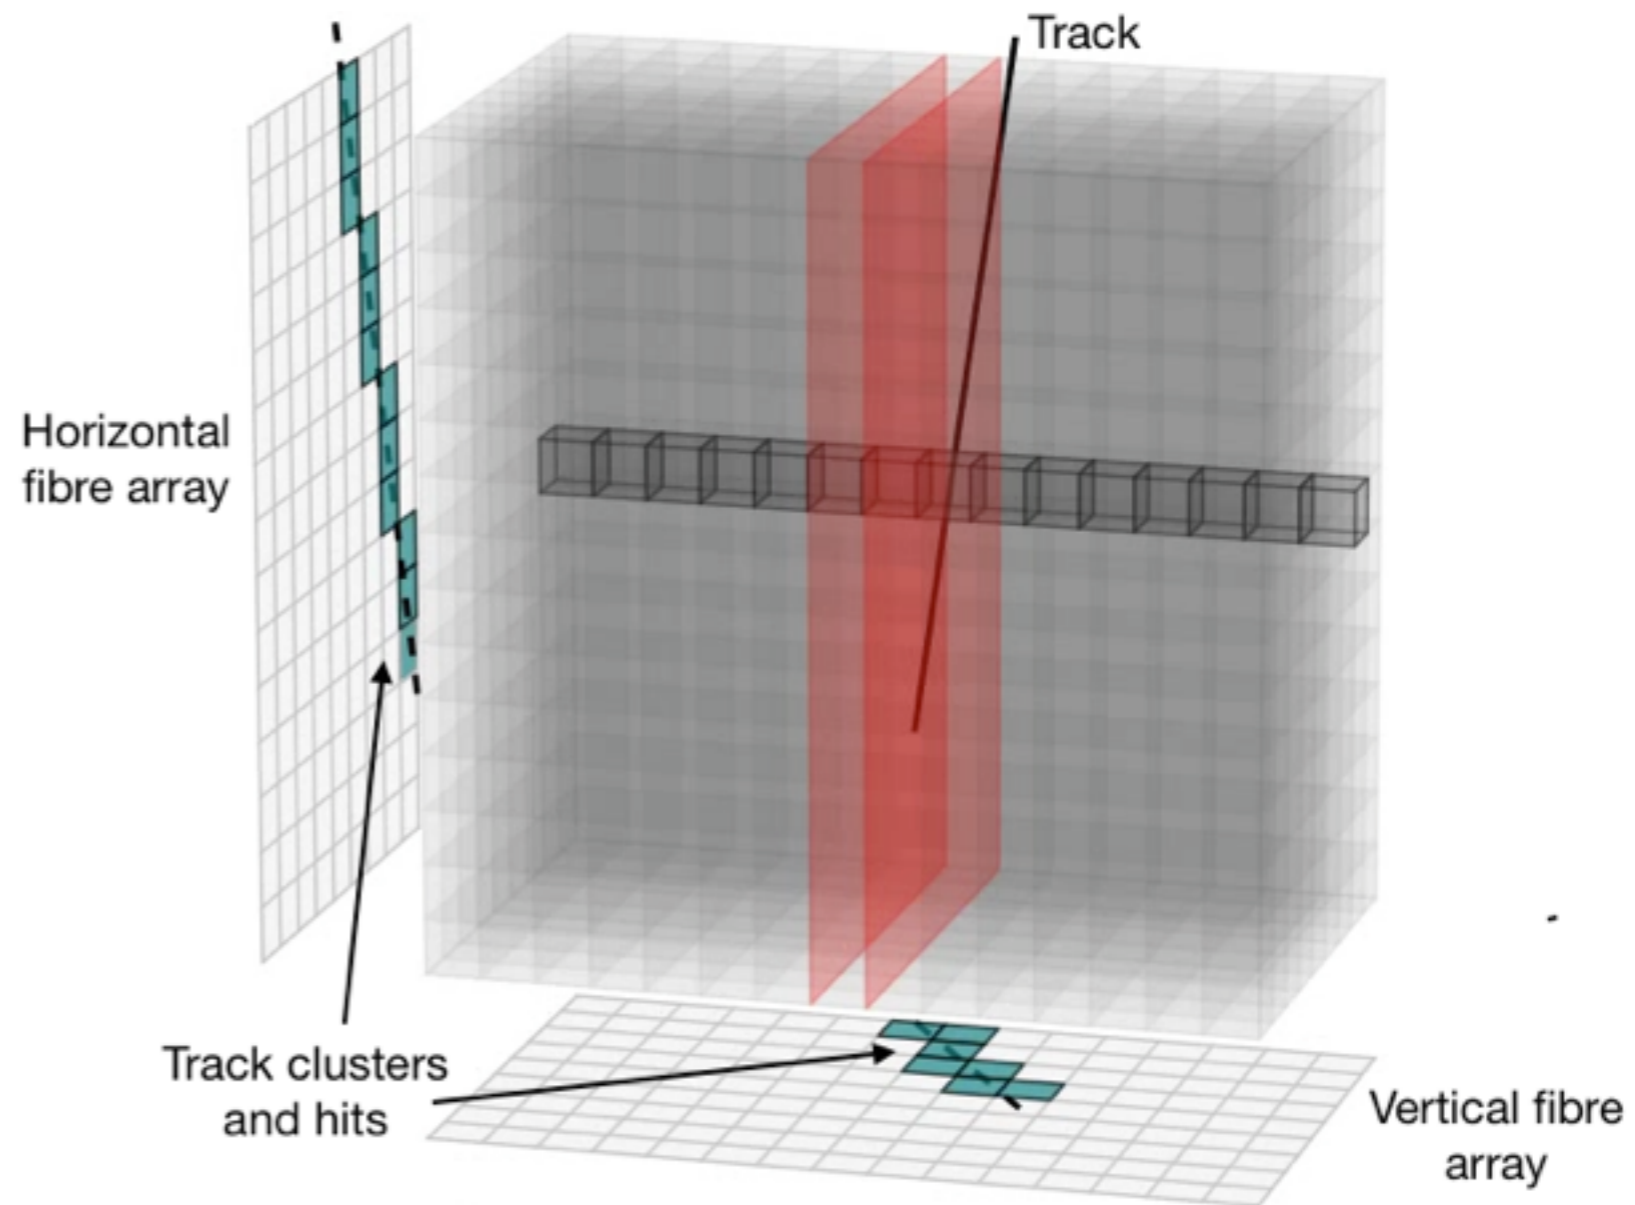 Track
Horizontal
fibre array
Track clusters
and hits
Vertical fibre
array